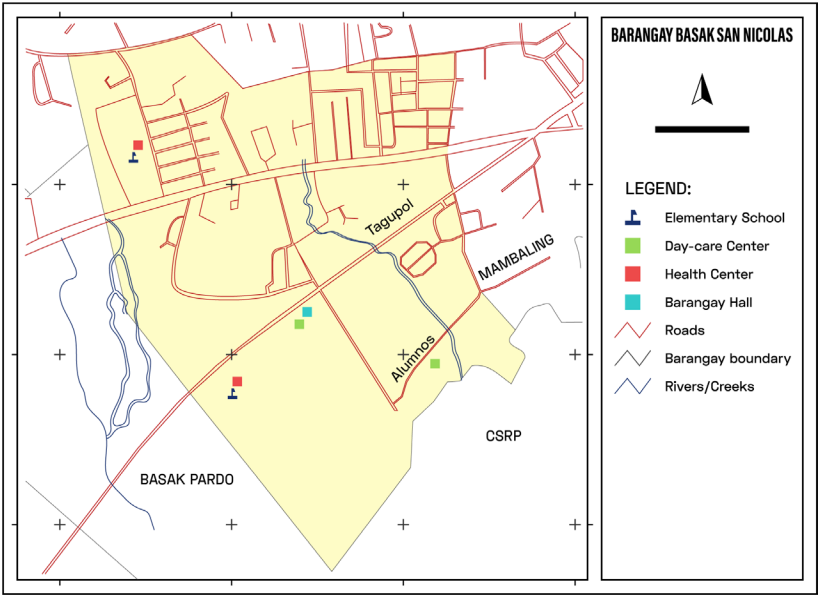 BARANGAY BASAK SAN NICOLAS
LEGEND:
Elementary School
Day-care Center
Health Center
Barangay Hall
Roads
Barangay boundary
Rivers/Creeks
Tagupol
MAMBALING
Alumnos
CSRP
BASAK PARDO